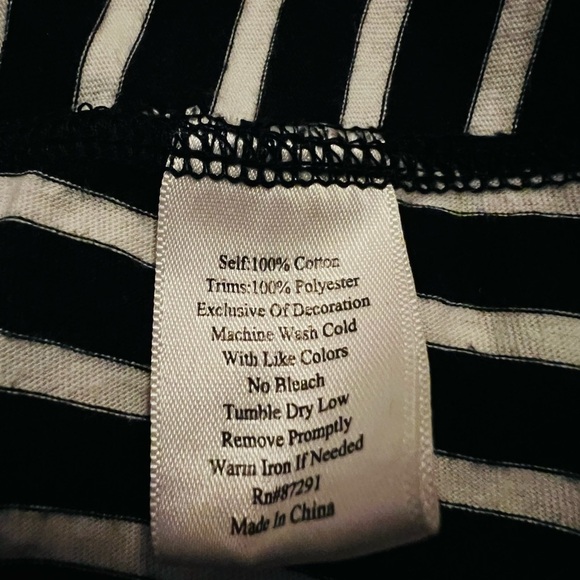 Self:100% Cotton
Trims:100% Polyester
Exclusive Of Decoration
Machine Wash Cold
With Like Colors
No Bleach
Tumble Dry Low
Remove Promptly
Warm Iron If Needed
Rn#87291
Made In China